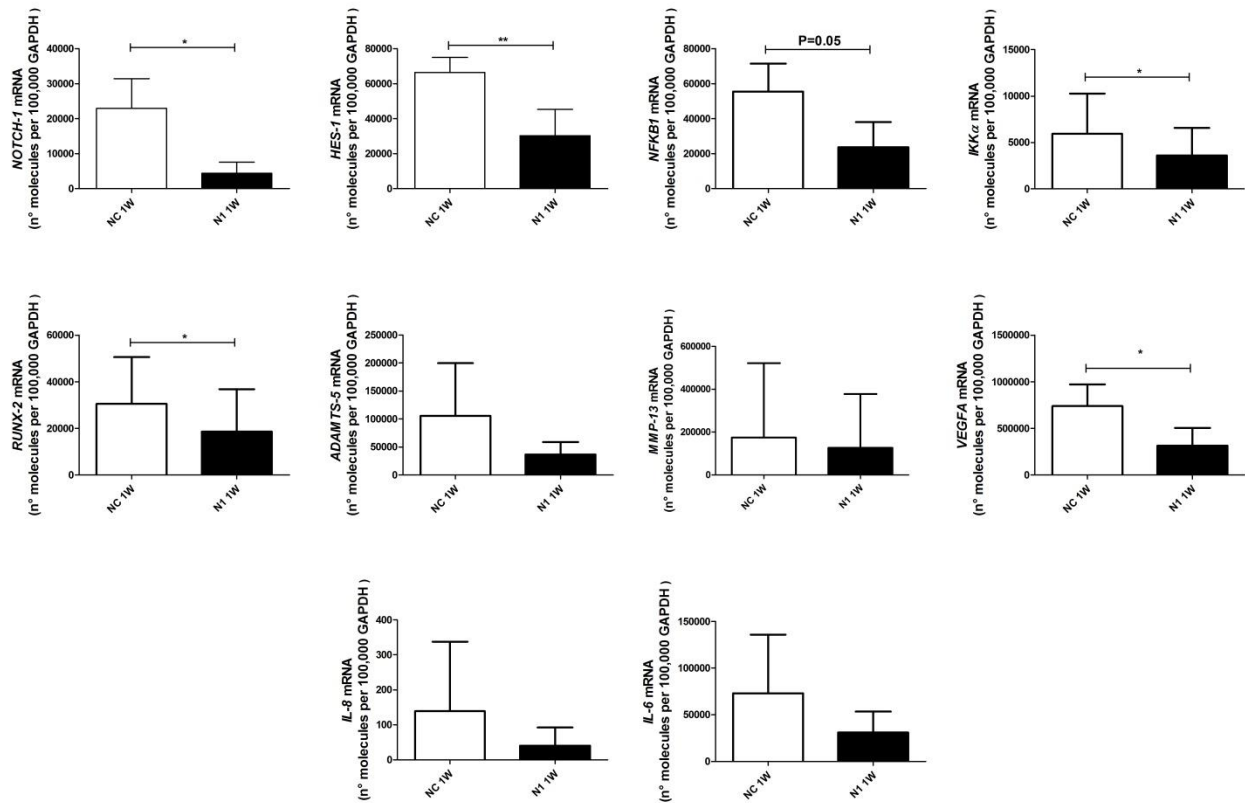 NOTCH-1 mRNA
(n° molecules per 100,000 GAPDH )
40000
30000
20000
10000
0
*
NC 1W
N1 1W
HES-1 mRNA
(n° molecules per 100,000 GAPDH )
80000
60000
40000
20000
0
**
NC 1W
N1 1W
NFKB1 mRNA
(n° molecules per 100,000 GAPDH )
80000
60000
40000
20000
0
P=0.05
NC 1W
N1 1W
IKKα mRNA
(n° molecules per 100,000 GAPDH )
15000
10000
5000
0
*
NC 1W
N1 1W
RUNX-2 mRNA
(n° molecules per 100,000 GAPDH )
60000
40000
20000
0
*
NC 1W
N1 1W
ADAMTS-5 mRNA
(n° molecules per 100,000 GAPDH )
250000
200000
150000
100000
50000
0
NC 1W
N1 1W
MMP-13 mRNA
(n° molecules per 100,000 GAPDH )
600000
400000
200000
0
NC 1W
N1 1W
VEGFA mRNA
(n° molecules per 100,000 GAPDH )
1500000
1000000
500000
0
*
NC 1W
N1 1W
IL-8 mRNA
(n° molecules per 100,000 GAPDH )
400
300
200
100
0
NC 1W
N1 1W
IL-6 mRNA
(n° molecules per 100,000 GAPDH )
150000
100000
50000
0
NC 1W
N1 1W